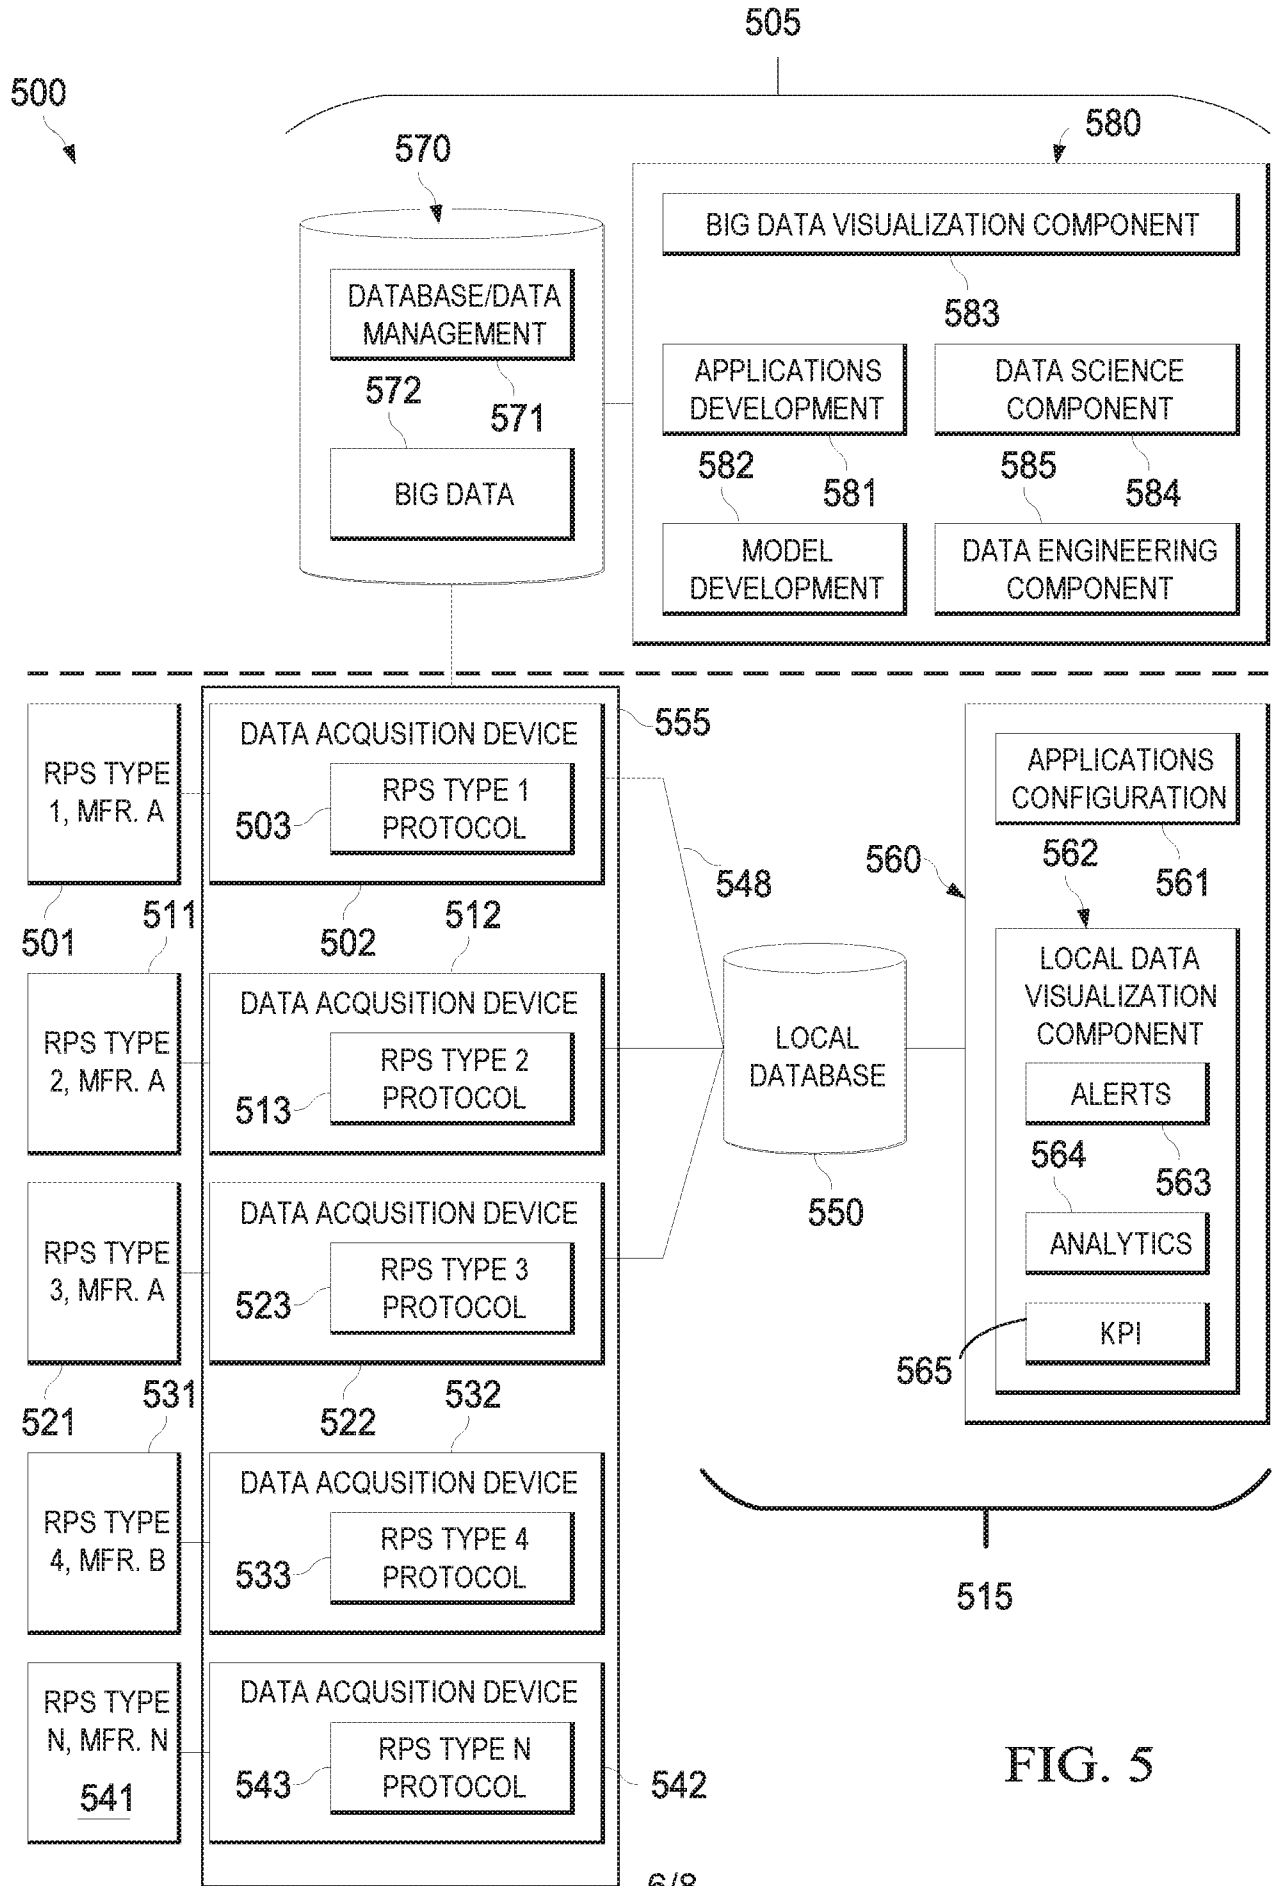 505
500
580
570
BIG DATA VISUALIZATION COMPONENT
583
DATABASE/DATA
MANAGEMENT
572
571
BIG DATA
APPLICATIONS
DEVELOPMENT
DATA SCIENCE
COMPONENT
582
581
585
584
MODEL
DEVELOPMENT
DATA ENGINEERING
COMPONENT
RPS TYPE
1, MFR. A
501
DATA ACQUSITION DEVICE
RPS TYPE 1
PROTOCOL
503
502
555
548
511
RPS TYPE
2, MFR. A
512
DATA ACQUSITION DEVICE
RPS TYPE 2
PROTOCOL
513
RPS TYPE
3, MFR. A
521
DATA ACQUSITION DEVICE
RPS TYPE 3
PROTOCOL
523
522
531
RPS TYPE
4, MFR. B
532
DATA ACQUSITION DEVICE
RPS TYPE 4
PROTOCOL
533
RPS TYPE
N, MFR. N
541
DATA ACQUSITION DEVICE
RPS TYPE N
PROTOCOL
543
542
LOCAL
DATABASE
550
560
APPLICATIONS
CONFIGURATION
562
561
LOCAL DATA
VISUALIZATION
COMPONENT
ALERTS
564
563
ANALYTICS
KPI
565
515
FIG. 5
6/8